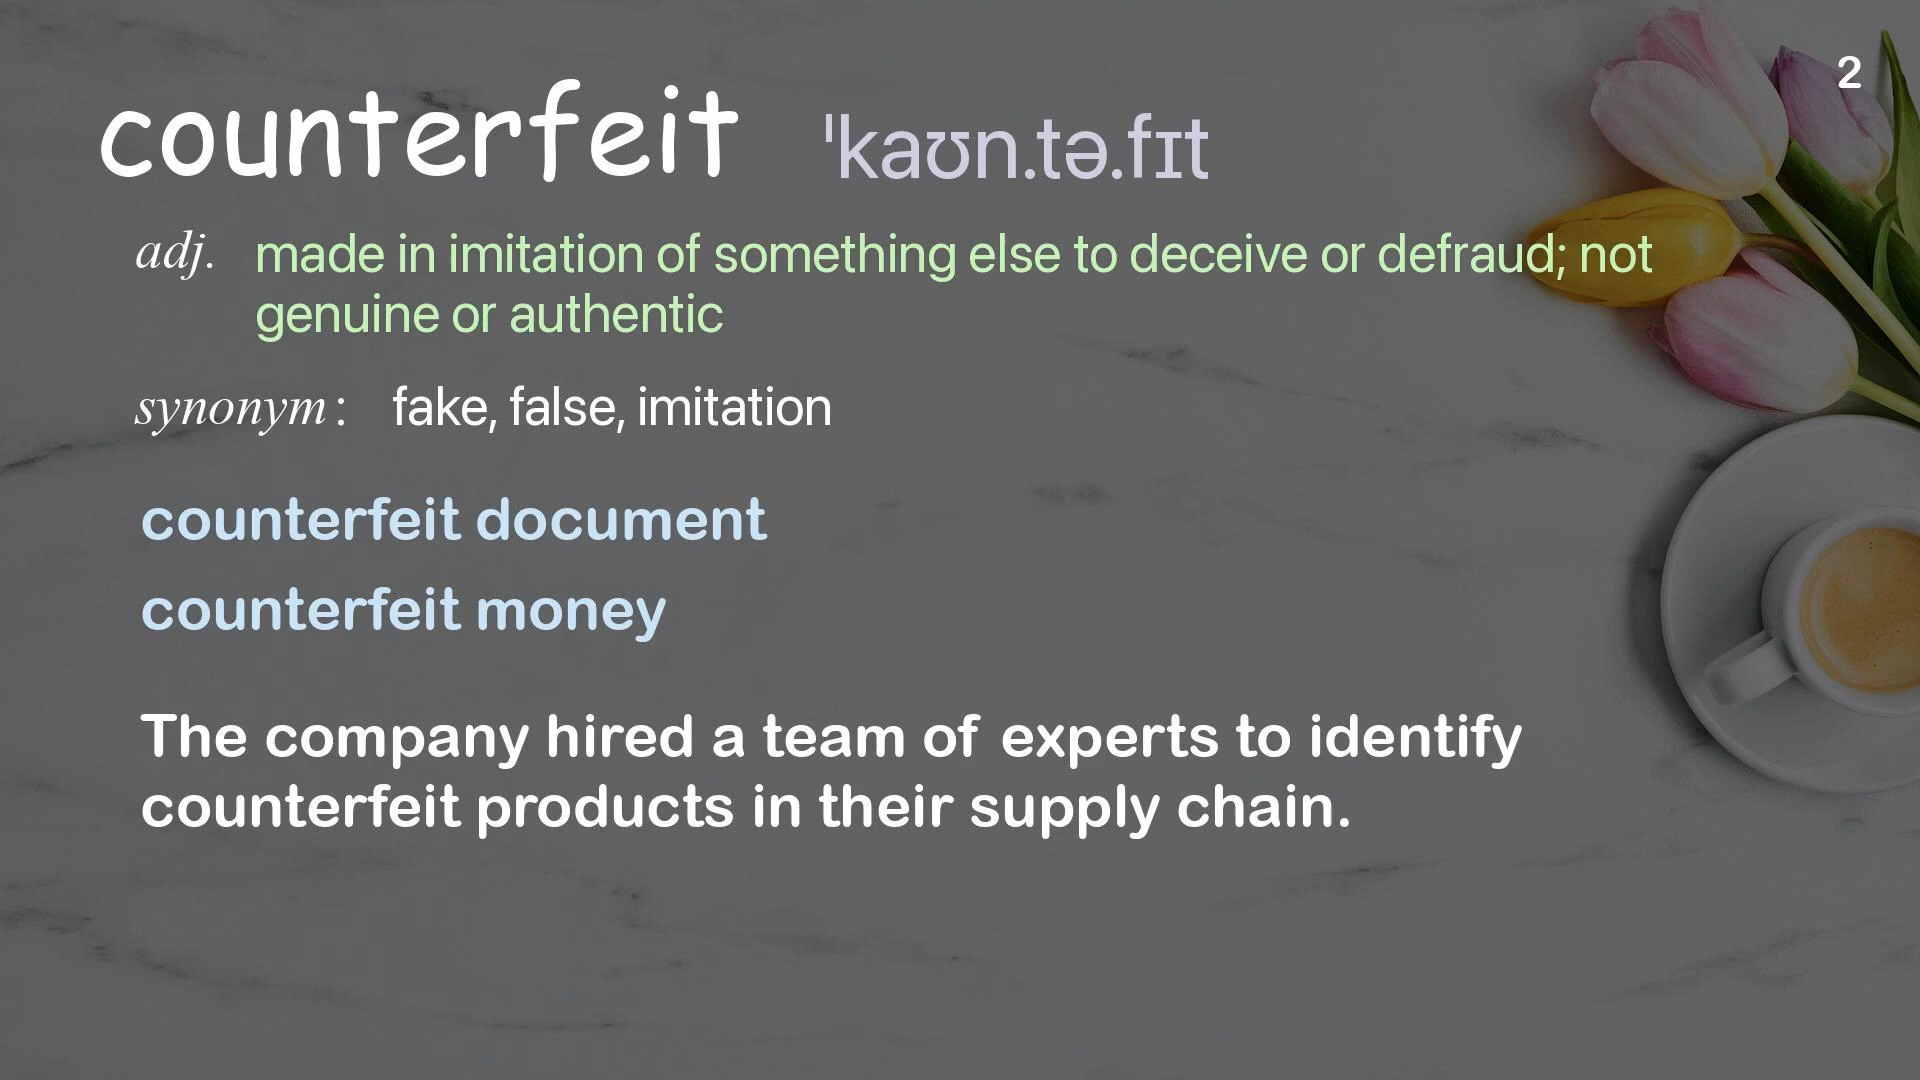 2
counterfeit ˈkaʊn.tə.fɪt
adj. made in imitation of something else to deceive or defraud; not
genuine or authentic
synonym: fake, false, imitation
counterfeit document
counterfeit money
The company hired a team of experts to identify
counterfeit products in their supply chain.